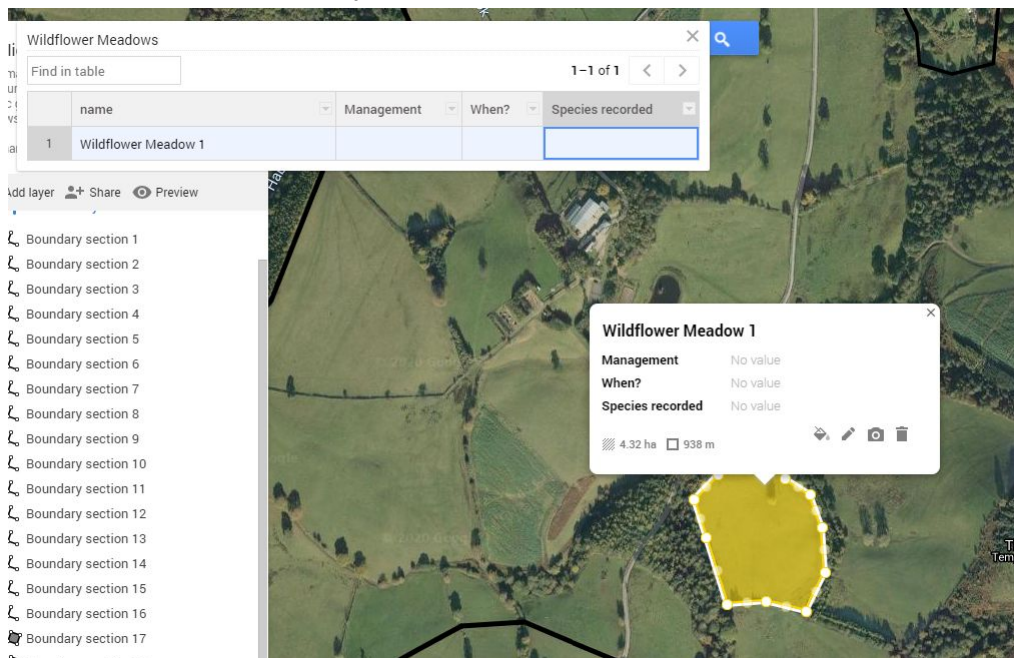 Wildflower Meadows
Find in table
1–1 of 1
name Management When? Species recorded
1 Wildflower Meadow 1
Add layer Share Preview
Boundary section 1
Boundary section 2
Boundary section 3
Boundary section 4
Boundary section 5
Boundary section 6
Boundary section 7
Boundary section 8
Boundary section 9
Boundary section 10
Boundary section 11
Boundary section 12
Boundary section 13
Boundary section 14
Boundary section 15
Boundary section 16
Boundary section 17
Wildflower Meadow 1
Management No value
When? No value
Species recorded No value
4.32 ha 938 m